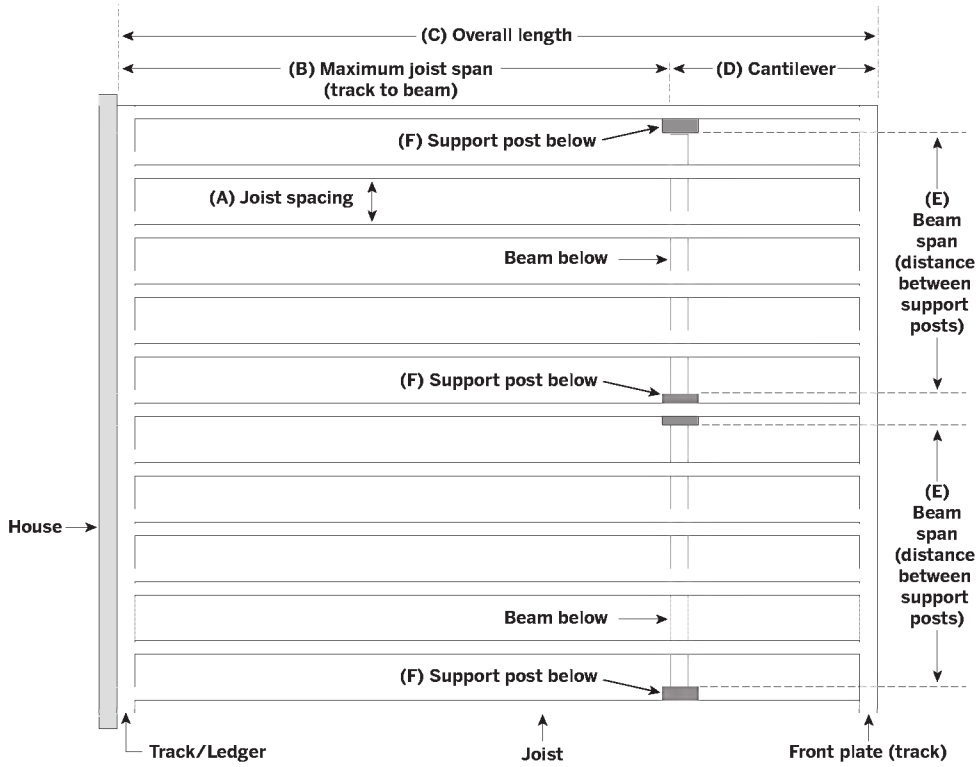 (C) Overall length
(B) Maximum joist span
(track to beam)
(D) Cantilever
(F) Support post below
(A) Joist spacing
(E)
Beam
span
(distance
between
support
posts)
Beam below
(F) Support post below
(E)
Beam
span
(distance
between
support
posts)
House
Beam below
(F) Support post below
Track/Ledger
Joist
Front plate (track)